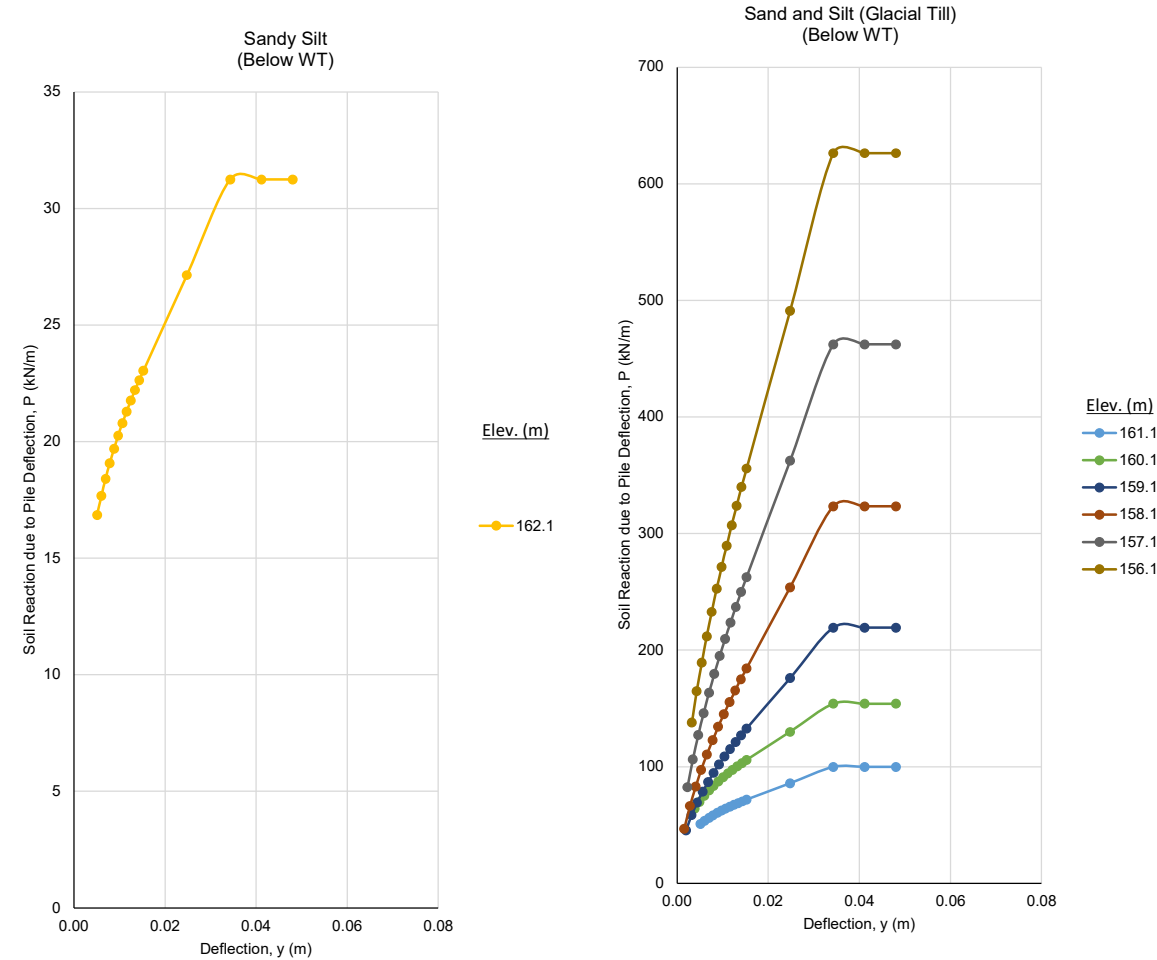 Sandy Silt
(Below WT)
35
30
25
20
15
10
5
0
0.00 0.02 0.04 0.06 0.08
Deflection, y (m)
Soil Reaction due to Pile Deflection, P (kN/m)
Elev. (m)
162.1
Sand and Silt (Glacial Till)
(Below WT)
700
600
500
400
300
200
100
0
0.00 0.02 0.04 0.06 0.08
Deflection, y (m)
Soil Reaction due to Pile Deflection, P (kN/m)
Elev. (m)
161.1
160.1
159.1
158.1
157.1
156.1